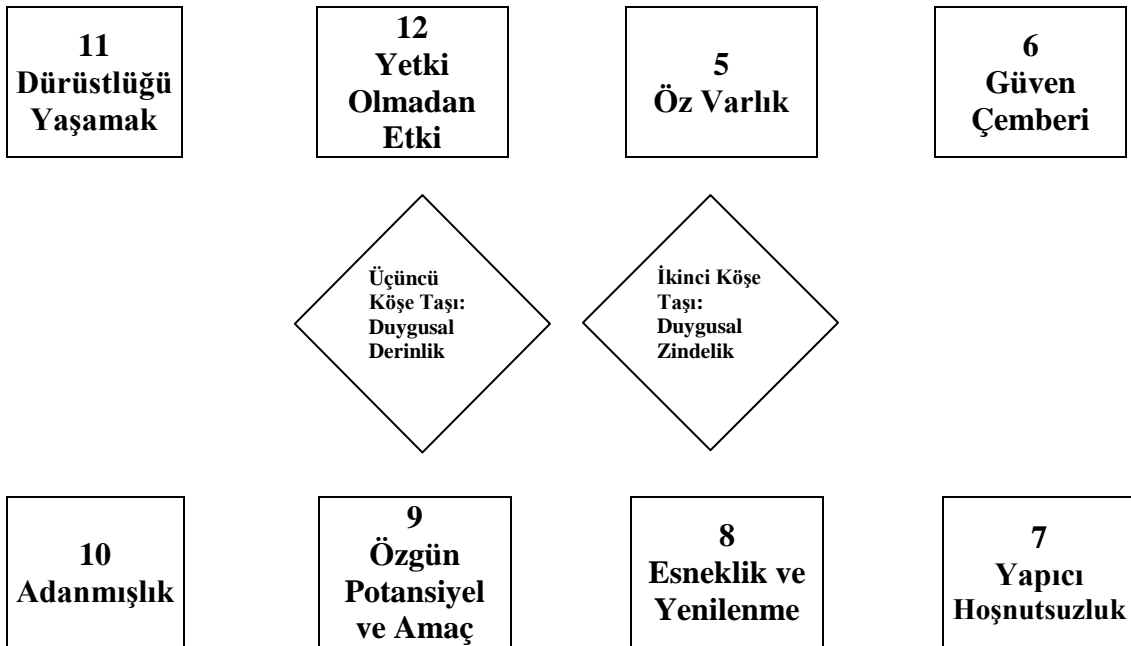 11
Dürüstlüğü
Yaşamak
12
Yetki
Olmadan
Etki
5
Öz Varlık
6
Güven
Çemberi
Üçüncü
Köşe Taşı:
Duygusal
Derinlik
İkinci Köşe
Taşı:
Duygusal
Zindelik
10
Adanmışlık
9
Özgün
Potansiyel
ve Amaç
8
Esneklik ve
Yenilenme
7
Yapıcı
Hoşnutsuzluk